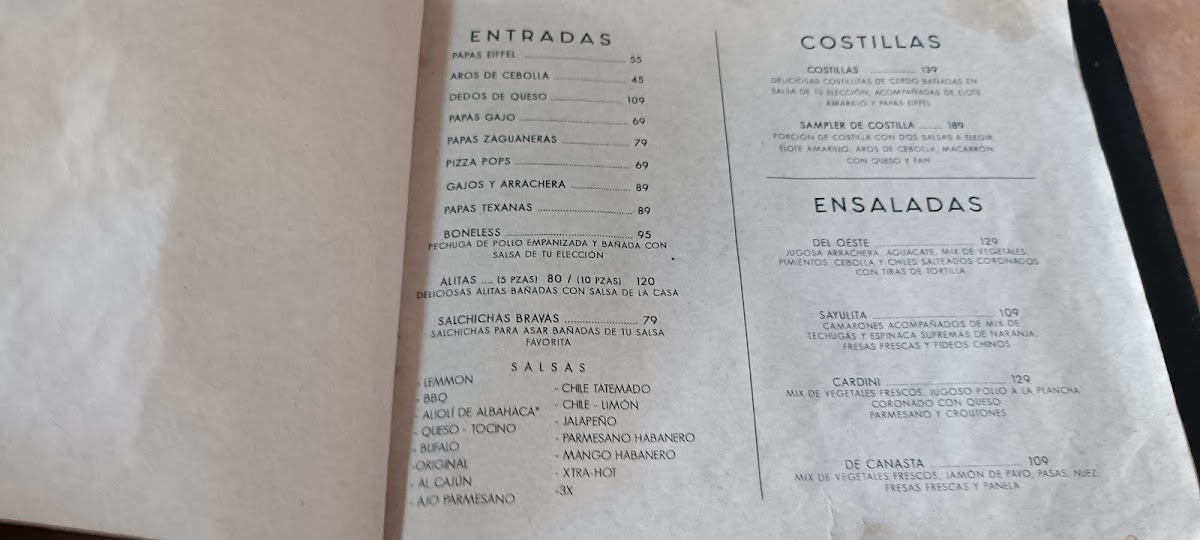 ENTRADAS
PAPAS EIFFEL 55
AROS DE CEBOLLA 45
DEDOS DE QUESO 109
PAPAS GAJO 69
PAPAS ZAGUANERAS 79
PIZZA POPS 69
GAJOS Y ARRACHERA 89
PAPAS TEXANAS 89
BONELESS 95
PECHUGA DE POLLO EMPANIZADA Y BAÑADA CON
SALSA DE TU ELECCIÓN
ALITAS .... (5 PZAS) 80 / (10 PZAS) 120
DELICIOSAS ALITAS BAÑADAS CON SALSA DE LA CASA
SALCHICHAS BRAVAS 79
SALCHICHAS PARA ASAR BAÑADAS DE TU SALSA
FAVORITA
SALSAS
- LEMMON
- BBQ
- ALIOLÍ DE ALBAHACA*
- QUESO - TOCINO
- BUFALO
-ORIGINAL
- AL CAJUN
- AJO PARMESANO
- CHILE TATEMADO
- CHILE - LIMÓN
- JALAPEÑO
- PARMESANO HABANERO
- MANGO HABANERO
- XTRA-HOT
-3X
COSTILLAS
COSTILLAS 139
DELICIOSAS COSTILLITAS DE CERDO BAÑADAS EN
SALSA DE TU ELECCIÓN, ACOMPAÑADAS DE ELOTE
AMARILLO Y PAPAS EIFFEL
SAMPLER DE COSTILLA 189
PORCIÓN DE COSTILLA CON DOS SALSAS A ELEGIR,
ELOTE AMARILLO, AROS DE CEBOLLA, MACARRÓN
CON QUESO Y PAN
ENSALADAS
DEL OESTE 129
JUGOSA ARRACHERA, AGUACATE, MIX DE VEGETALES,
PIMIENTOS, CEBOLLA Y CHILES SALTEADOS CORONADOS
CON TIRAS DE TORTILLA
SAYULITA 109
CAMARONES ACOMPAÑADOS DE MIX DE
LECHUGAS Y ESPINACA SUPREMAS DE NARANJA,
FRESAS FRESCAS Y FIDEOS CHINOS
CARDINI 129
MIX DE VEGETALES FRESCOS, JUGOSO POLLO A LA PLANCHA
CORONADO CON QUESO
PARMESANO Y CROUTONES
DE CANASTA 109
MIX DE VEGETALES FRESCOS, JAMÓN DE PAVO, PASAS, NUEZ,
FRESAS FRESCAS Y PANELA